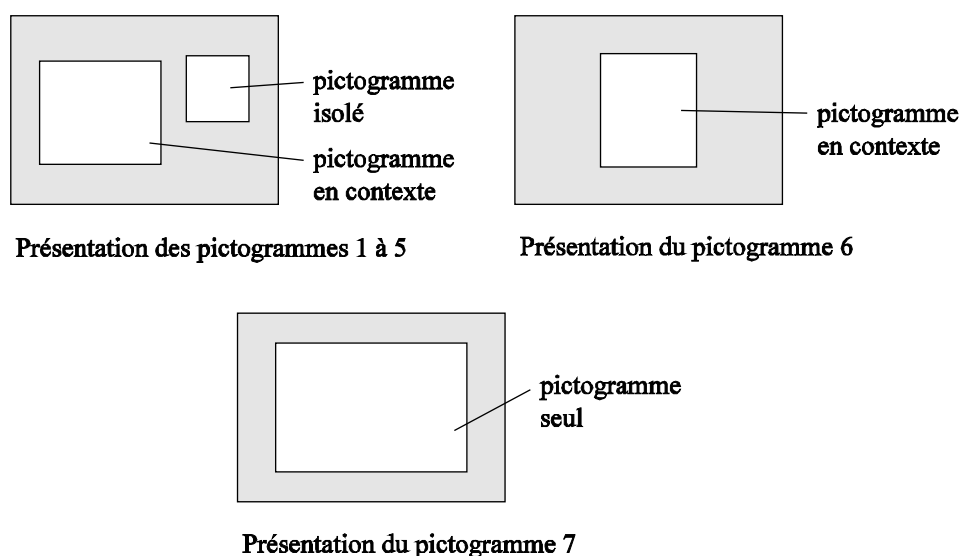 pictogramme
isolé
pictogramme
en contexte
Présentation des pictogrammes 1 à 5
pictogramme
en contexte
Présentation du pictogramme 6
pictogramme
seul
Présentation du pictogramme 7